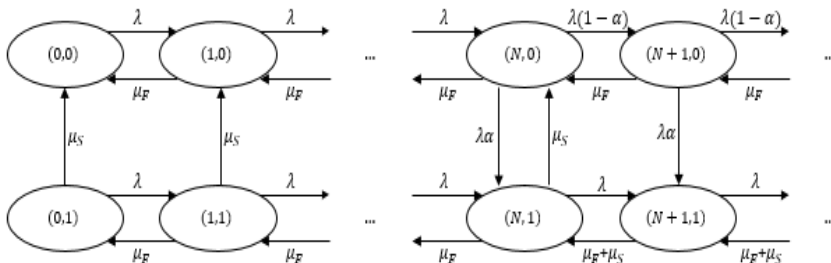 λ λ λ λ(1−α) λ(1−α)
(0,0) (1,0) ... (N,0) (N+1,0) ..
μ_F μ_F μ_F μ_F μ_F
μ_S μ_S λα μ_S λα
λ λ λ λ λ
(0,1) (1,1) ... (N,1) (N+1,1) ..
μ_F μ_F μ_F μ_F+μ_S μ_F+μ_S